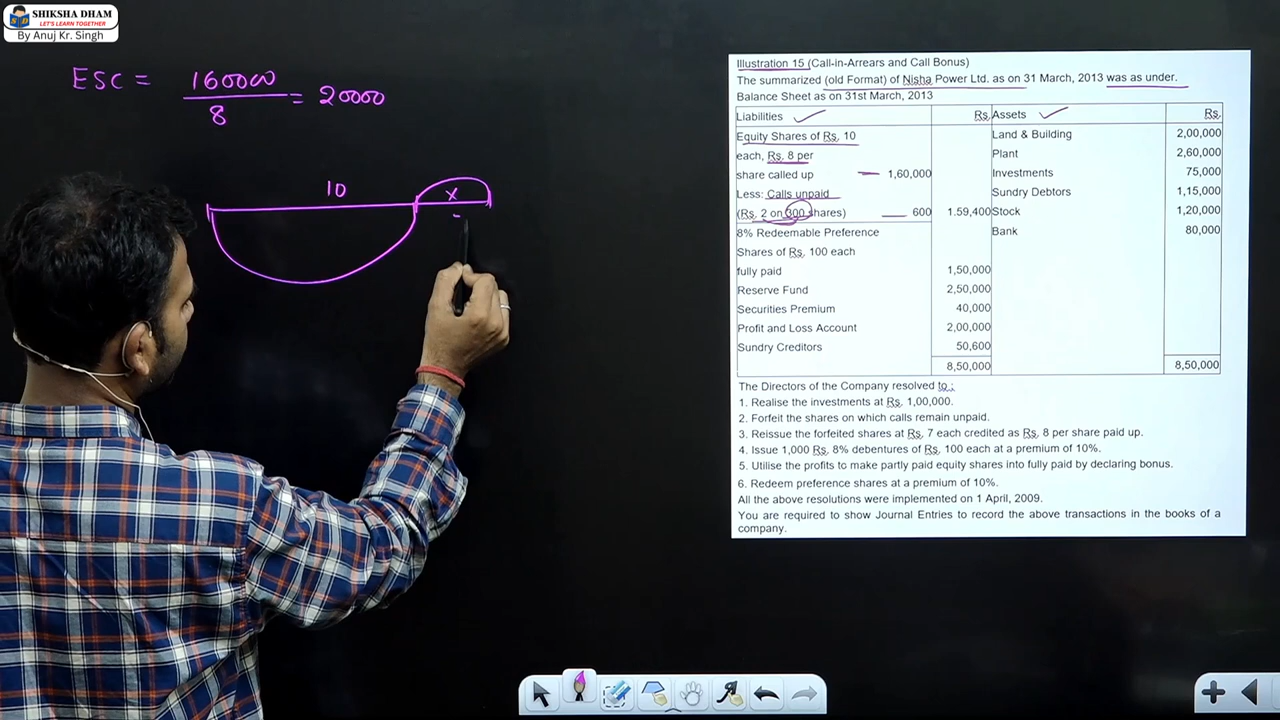 SHIKSHA DHAM
LET'S LEARN TOGETHER
By Anuj Kr. Singh
ESC = 160000 / 8 = 20000
10
x
Illustration 15 (Call-in-Arrears and Call Bonus)
The summarized (old Format) of Nisha Power Ltd. as on 31 March, 2013 was as under.
Balance Sheet as on 31st March, 2013
Liabilities Rs. Assets Rs.
Equity Shares of Rs. 10 Land & Building 2,00,000
each, Rs. 8 per Plant 2,60,000
share called up 1,60,000 Investments 75,000
Less: Calls unpaid Sundry Debtors 1,15,000
(Rs. 2 on 300 shares) 600 1.59,400 Stock 1,20,000
8% Redeemable Preference Bank 80,000
Shares of Rs. 100 each
fully paid 1,50,000
Reserve Fund 2,50,000
Securities Premium 40,000
Profit and Loss Account 2,00,000
Sundry Creditors 50,600
8,50,000 8,50,000
The Directors of the Company resolved to :
1. Realise the investments at Rs. 1,00,000.
2. Forfeit the shares on which calls remain unpaid.
3. Reissue the forfeited shares at Rs. 7 each credited as Rs. 8 per share paid up.
4. Issue 1,000 Rs. 8% debentures of Rs. 100 each at a premium of 10%.
5. Utilise the profits to make partly paid equity shares into fully paid by declaring bonus.
6. Redeem preference shares at a premium of 10%.
All the above resolutions were implemented on 1 April, 2009.
You are required to show Journal Entries to record the above transactions in the books of a
company.